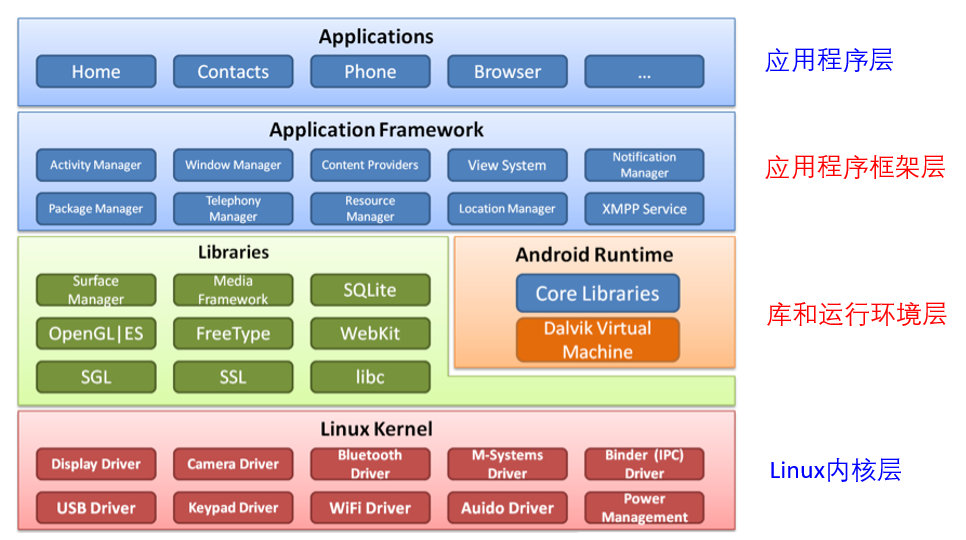 Applications
Home
Contacts
Phone
Browser
...
应用程序层
Application Framework
Activity Manager
Window Manager
Content Providers
View System
Notification
Manager
Package Manager
Telephony
Manager
Resource
Manager
Location Manager
XMPP Service
应用程序框架层
Libraries
Surface
Manager
Media
Framework
SQLite
OpenGL|ES
FreeType
WebKit
SGL
SSL
libc
Android Runtime
Core Libraries
Dalvik Virtual
Machine
库和运行环境层
Linux Kernel
Display Driver
Camera Driver
Bluetooth
Driver
M-Systems
Driver
Binder (IPC)
Driver
USB Driver
Keypad Driver
WiFi Driver
Auido Driver
Power
Management
Linux内核层